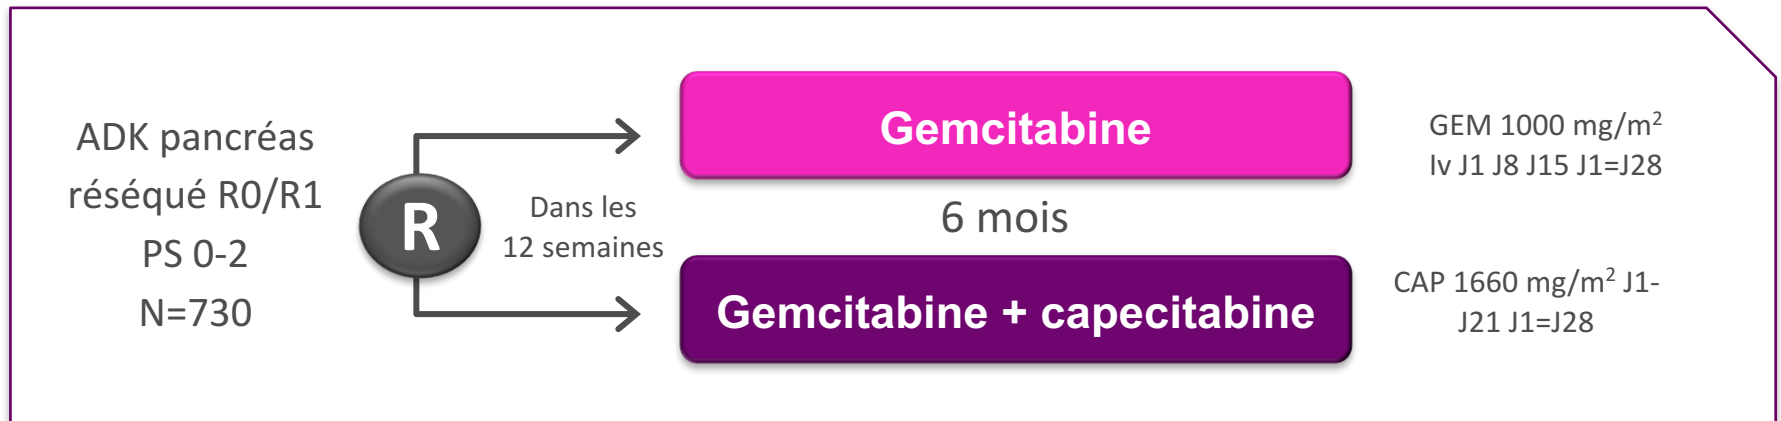 ADK pancréas
réséqué R0/R1
PS 0-2
N=730
R
Dans les
12 semaines
Gemcitabine
6 mois
Gemcitabine + capecitabine
GEM 1000 mg/m²
Iv J1 J8 J15 J1=J28
CAP 1660 mg/m² J1-
J21 J1=J28